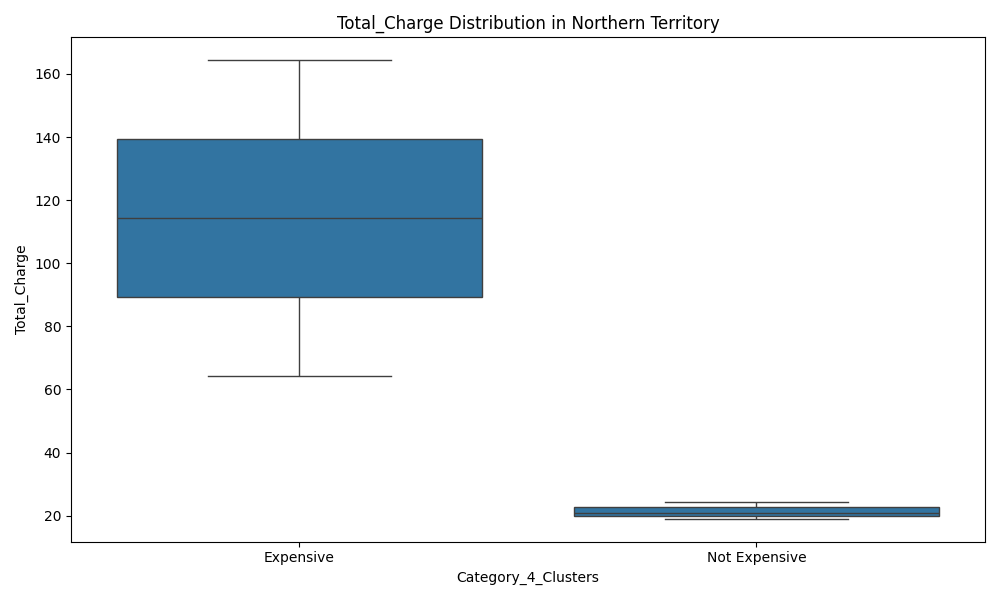 Total_Charge Distribution in Northern Territory
Total_Charge
160
140
120
100
80
60
40
20
Expensive
Not Expensive
Category_4_Clusters